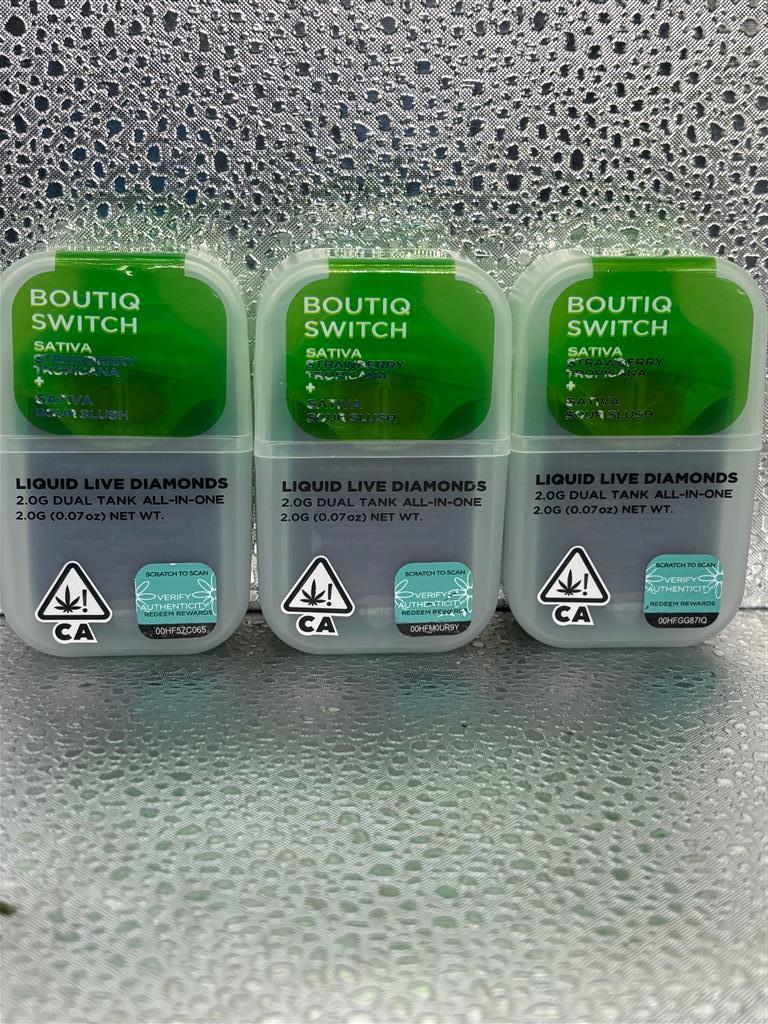 BOUTIQ
SWITCH
SATIVA
STRAWBERRY
TROPICANA
+
SATIVA
SOUR SLUSH
LIQUID LIVE DIAMONDS
2.0G DUAL TANK ALL-IN-ONE
2.0G (0.07oz) NET WT.
!
CA
SCRATCH TO SCAN
VERIFY
AUTHENTICITY
REDEEM REWARDS
00HF5ZC065
BOUTIQ
SWITCH
SATIVA
STRAWBERRY
TROPICANA
+
SATIVA
SOUR SLUSH
LIQUID LIVE DIAMONDS
2.0G DUAL TANK ALL-IN-ONE
2.0G (0.07oz) NET WT.
!
CA
SCRATCH TO SCAN
VERIFY
AUTHENTICITY
REDEEM REWARDS
00HFM0UR9Y
BOUTIQ
SWITCH
SATIVA
STRAWBERRY
TROPICANA
+
SATIVA
SOUR SLUSH
LIQUID LIVE DIAMONDS
2.0G DUAL TANK ALL-IN-ONE
2.0G (0.07oz) NET WT.
!
CA
SCRATCH TO SCAN
VERIFY
AUTHENTICITY
REDEEM REWARDS